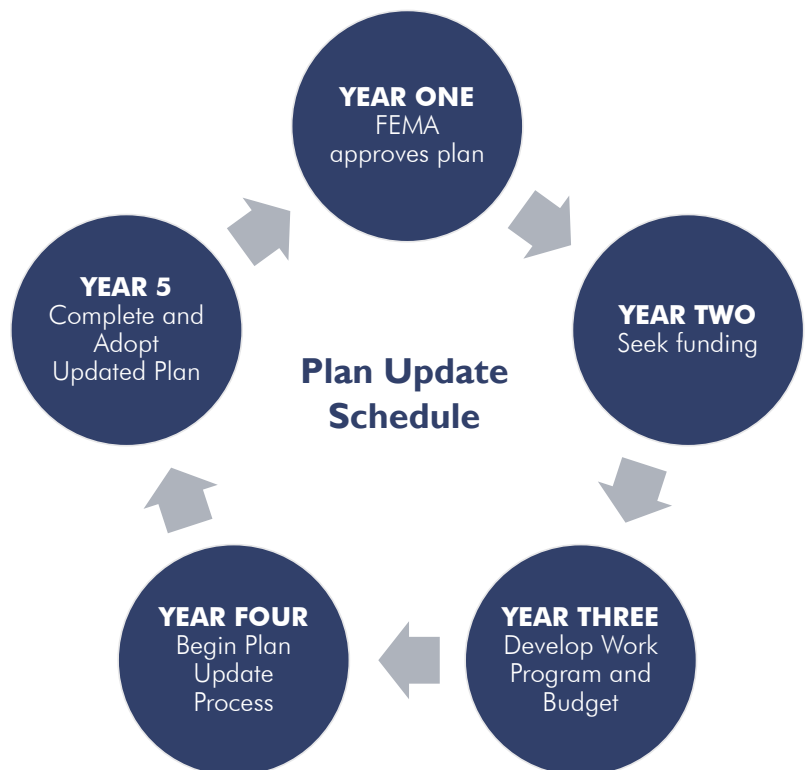 YEAR ONE
FEMA
approves plan
YEAR TWO
Seek funding
YEAR THREE
Develop Work
Program and
Budget
YEAR FOUR
Begin Plan
Update
Process
YEAR 5
Complete and
Adopt
Updated Plan
Plan Update
Schedule